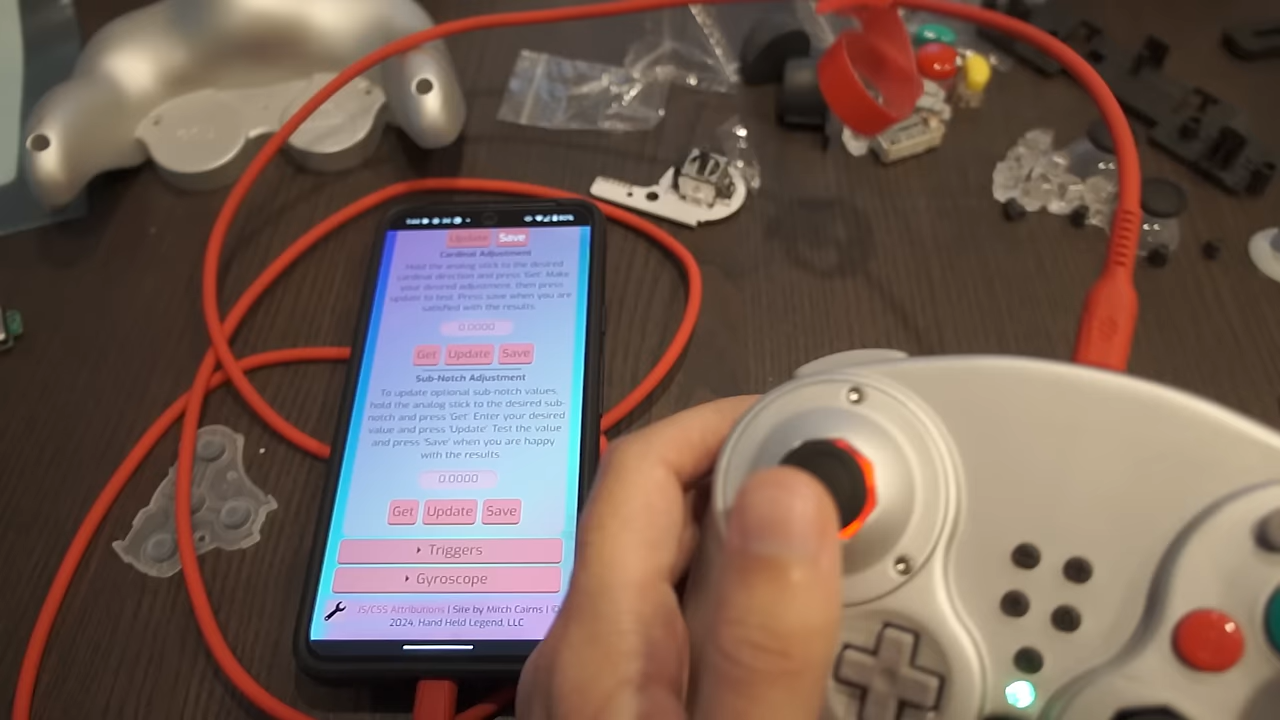 Update Save
Cardinal Adjustment
Hold the analog stick to the desired
cardinal direction and press 'Get'. Make
your desired adjustment, then press
update to test. Press save when you are
satisfied with the results.
0.0000
Get Update Save
Sub-Notch Adjustment
To update optional sub-notch values,
hold the analog stick to the desired sub-
notch and press 'Get'. Enter your desired
value and press 'Update'. Test the value
and press 'Save' when you are happy
with the results.
0.0000
Get Update Save
Triggers
Gyroscope
JS/CSS Attributions | Site by Mitch Cairns | ©
2024, Hand Held Legend, LLC